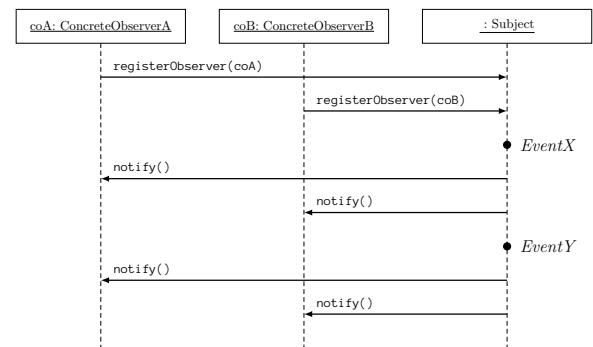 coA: ConcreteObserverA
coB: ConcreteObserverB
: Subject
registerObserver(coA)
registerObserver(coB)
EventX
notify()
notify()
EventY
notify()
notify()